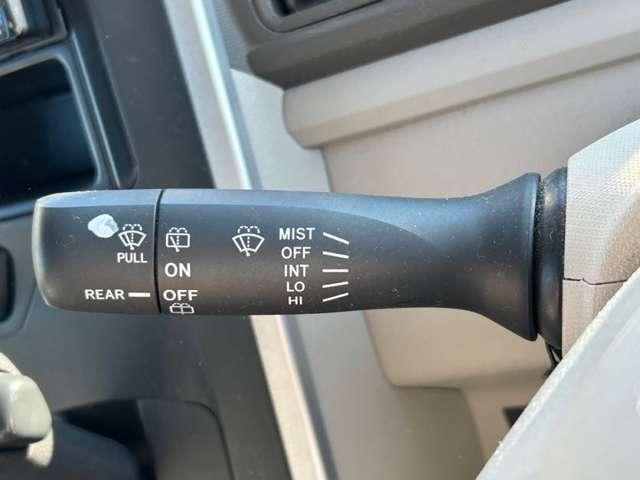 PULL
REAR
ON
OFF
MIST
OFF
INT
LO
HI